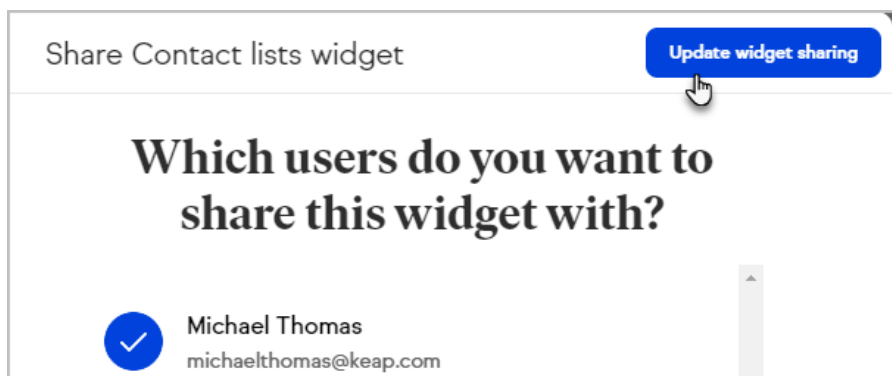 Share Contact lists widget
Update widget sharing
Which users do you want to
share this widget with?
Michael Thomas
michaelthomas@keap.com